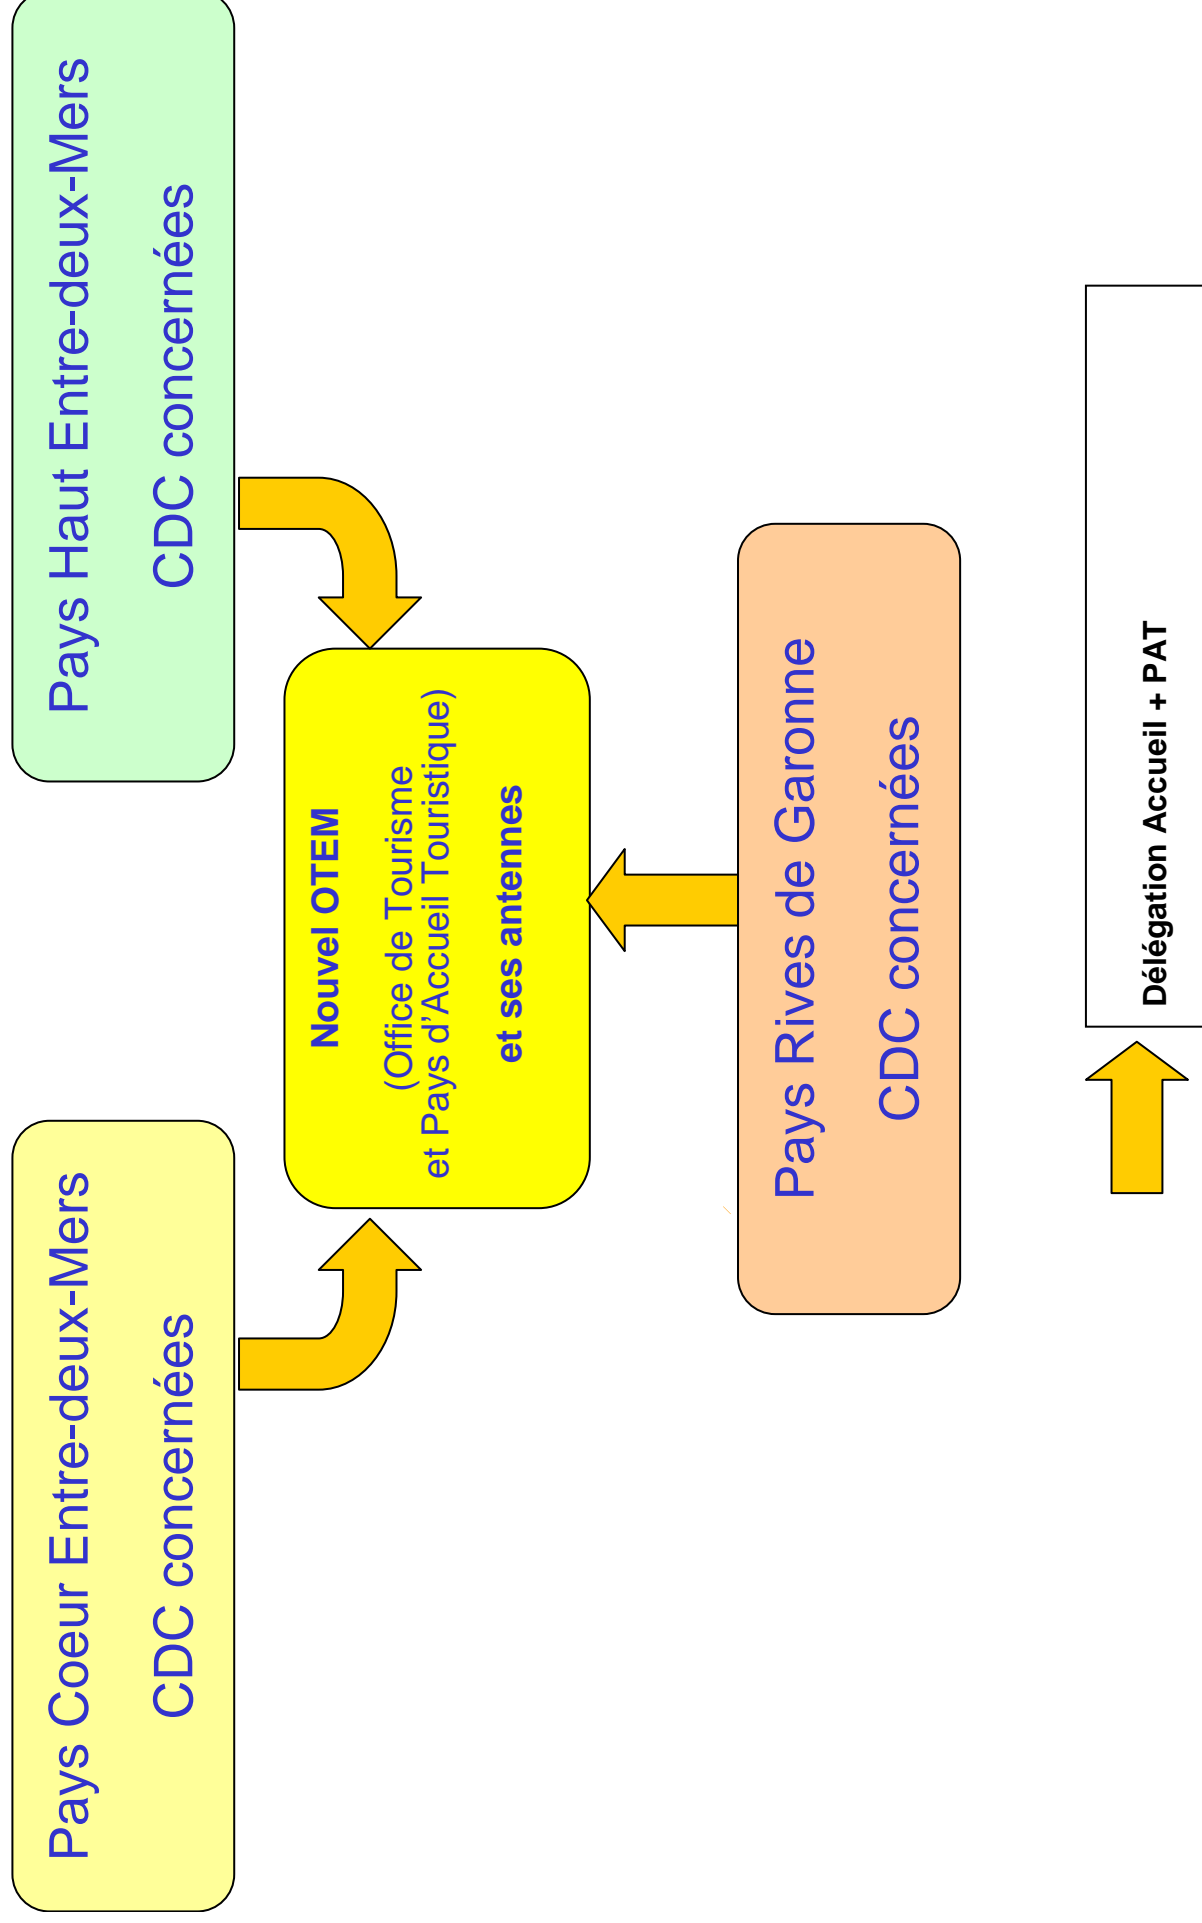 Pays Coeur Entre-deux-Mers
CDC concernées
Pays Haut Entre-deux-Mers
CDC concernées
Nouvel OTEM
(Office de Tourisme
et Pays d’Accueil Touristique)
et ses antennes
Pays Rives de Garonne
CDC concernées
Délégation Accueil + PAT